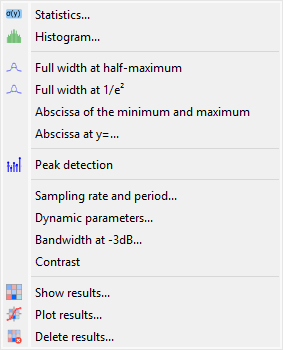 σ(y) Statistics...
Histogram...
Full width at half-maximum
Full width at 1/e²
Abscissa of the minimum and maximum
Abscissa at y=...
Peak detection
Sampling rate and period...
Dynamic parameters...
Bandwidth at -3dB...
Contrast
Show results...
Plot results...
Delete results...